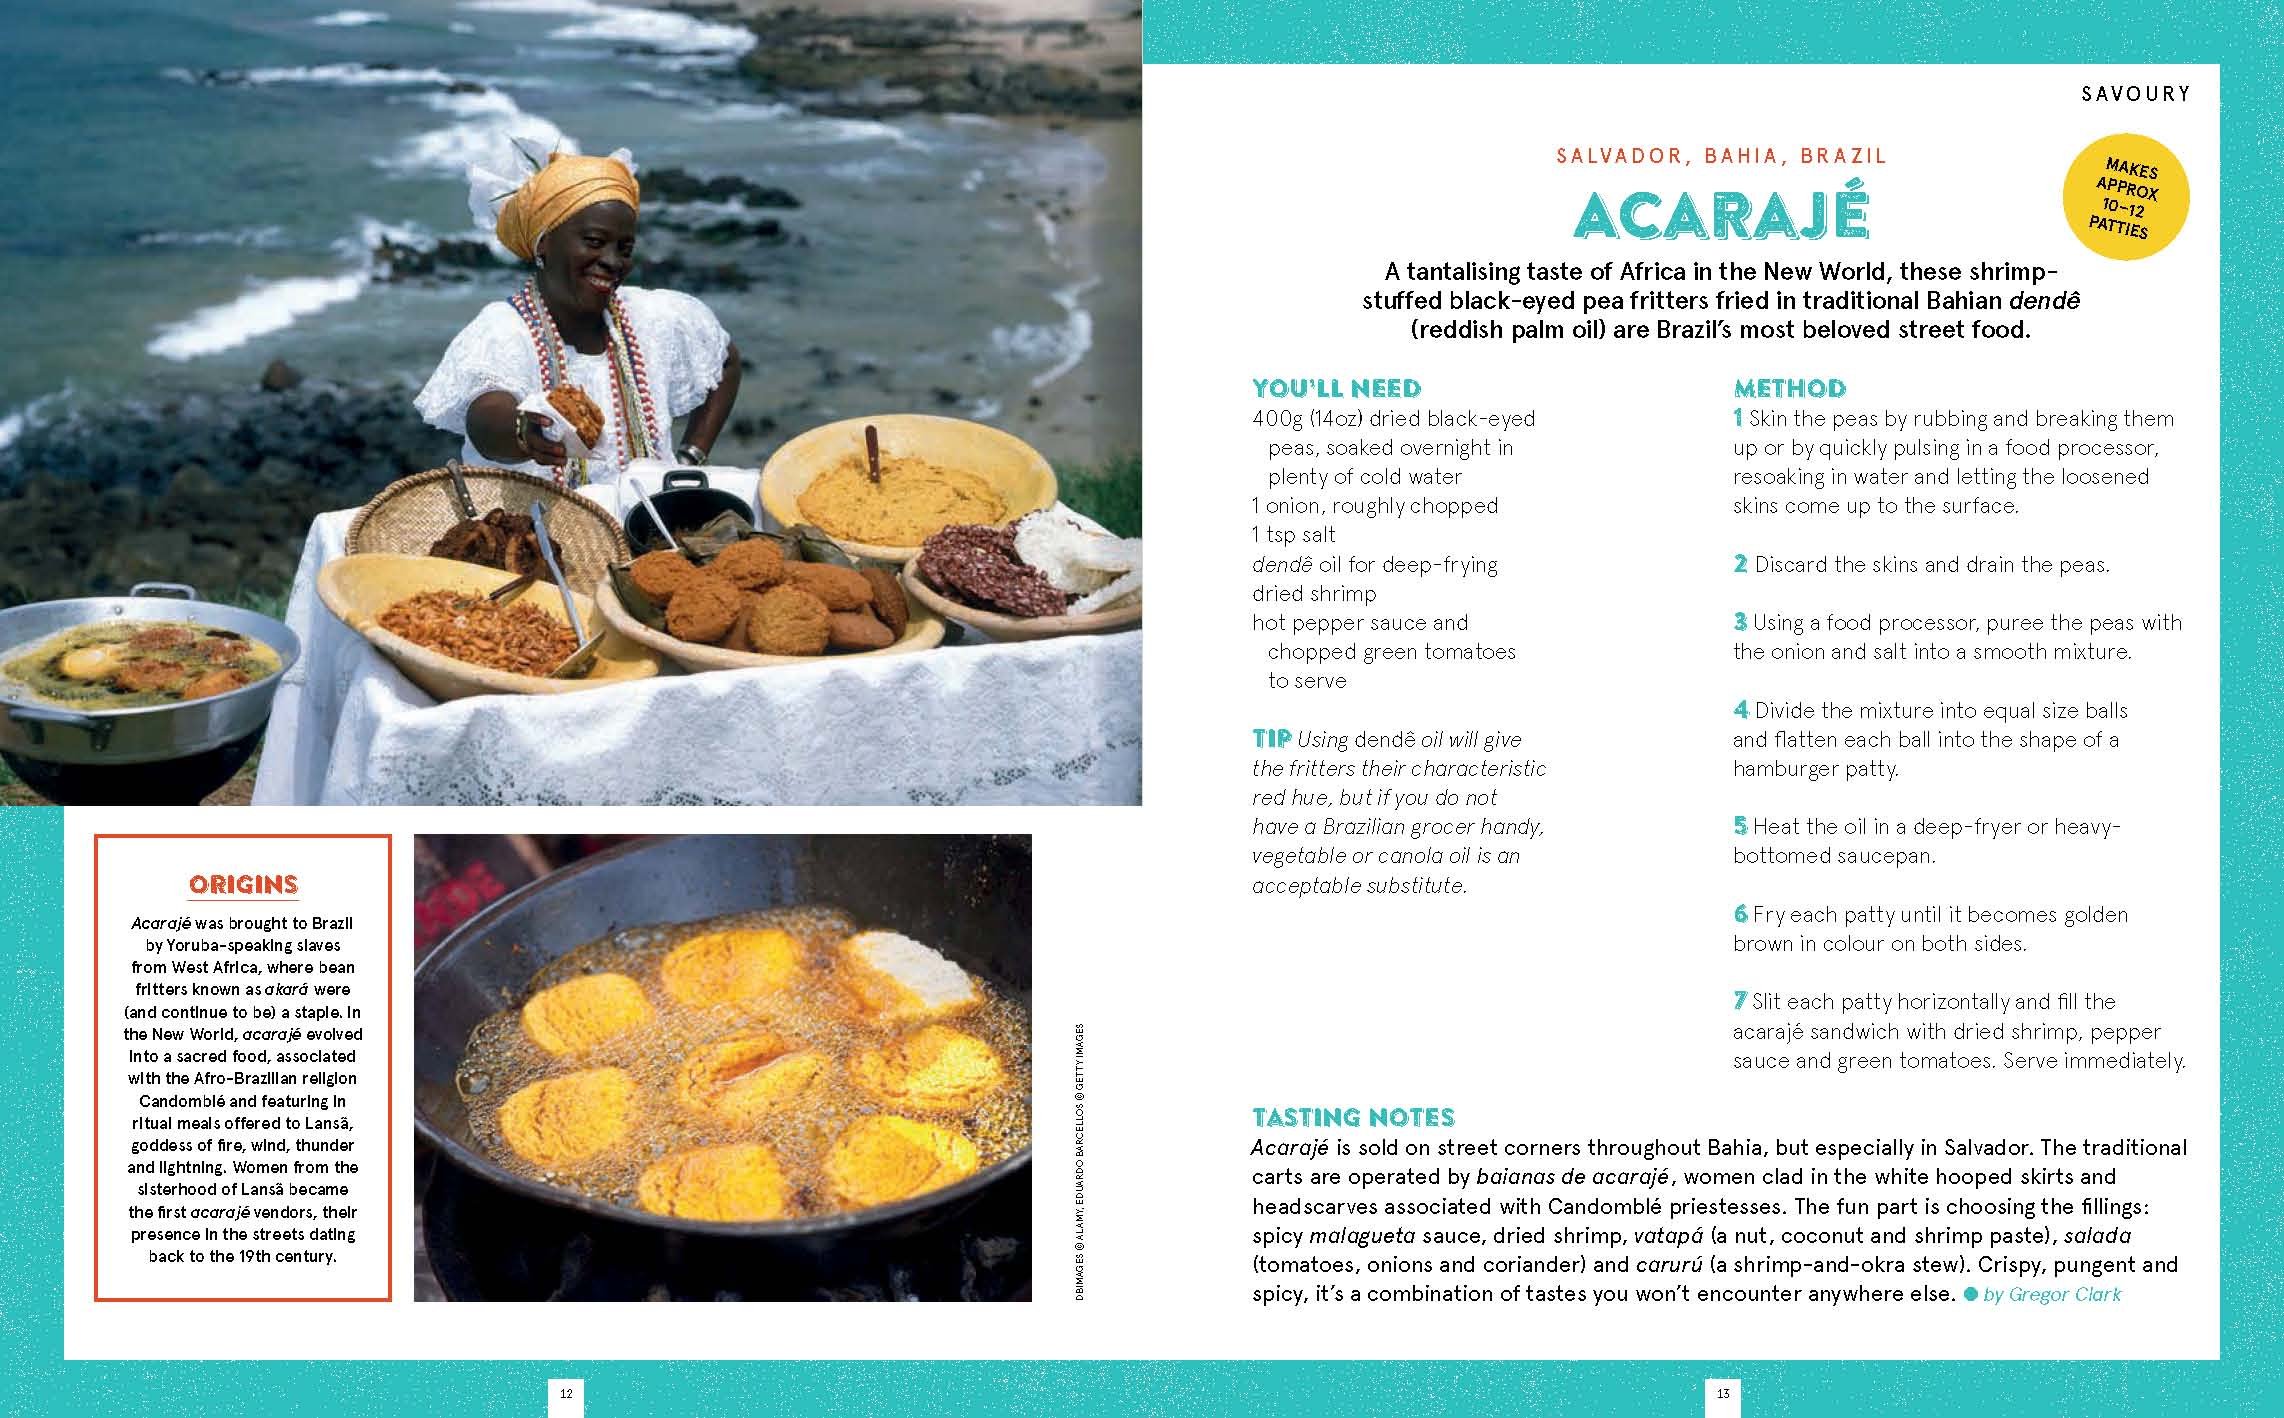 ORIGINS
Acarajé was brought to Brazil
by Yoruba-speaking slaves
from West Africa, where bean
fritters known as akará were
(and continue to be) a staple. In
the New World, acarajé evolved
into a sacred food, associated
with the Afro-Brazilian religion
Candomblé and featuring in
ritual meals offered to Lansã,
goddess of fire, wind, thunder
and lightning. Women from the
sisterhood of Lansã became
the first acarajé vendors, their
presence in the streets dating
back to the 19th century.
DBIMAGES © ALAMY, EDUARDO BARCELLOS © GETTY IMAGES
12
SAVOURY
SALVADOR, BAHIA, BRAZIL
ACARAJÉ
MAKES
APPROX
10–12
PATTIES
A tantalising taste of Africa in the New World, these shrimp-
stuffed black-eyed pea fritters fried in traditional Bahian dendê
(reddish palm oil) are Brazil's most beloved street food.
YOU'LL NEED
400g (14oz) dried black-eyed
peas, soaked overnight in
plenty of cold water
1 onion, roughly chopped
1 tsp salt
dendê oil for deep-frying
dried shrimp
hot pepper sauce and
chopped green tomatoes
to serve
TIP Using dendê oil will give
the fritters their characteristic
red hue, but if you do not
have a Brazilian grocer handy,
vegetable or canola oil is an
acceptable substitute.
METHOD
1 Skin the peas by rubbing and breaking them
up or by quickly pulsing in a food processor,
resoaking in water and letting the loosened
skins come up to the surface.
2 Discard the skins and drain the peas.
3 Using a food processor, puree the peas with
the onion and salt into a smooth mixture.
4 Divide the mixture into equal size balls
and flatten each ball into the shape of a
hamburger patty.
5 Heat the oil in a deep-fryer or heavy-
bottomed saucepan.
6 Fry each patty until it becomes golden
brown in colour on both sides.
7 Slit each patty horizontally and fill the
acarajé sandwich with dried shrimp, pepper
sauce and green tomatoes. Serve immediately.
TASTING NOTES
Acarajé is sold on street corners throughout Bahia, but especially in Salvador. The traditional
carts are operated by baianas de acarajé, women clad in the white hooped skirts and
headscarves associated with Candomblé priestesses. The fun part is choosing the fillings:
spicy malagueta sauce, dried shrimp, vatapá (a nut, coconut and shrimp paste), salada
(tomatoes, onions and coriander) and carurú (a shrimp-and-okra stew). Crispy, pungent and
spicy, it's a combination of tastes you won't encounter anywhere else. ● by Gregor Clark
13